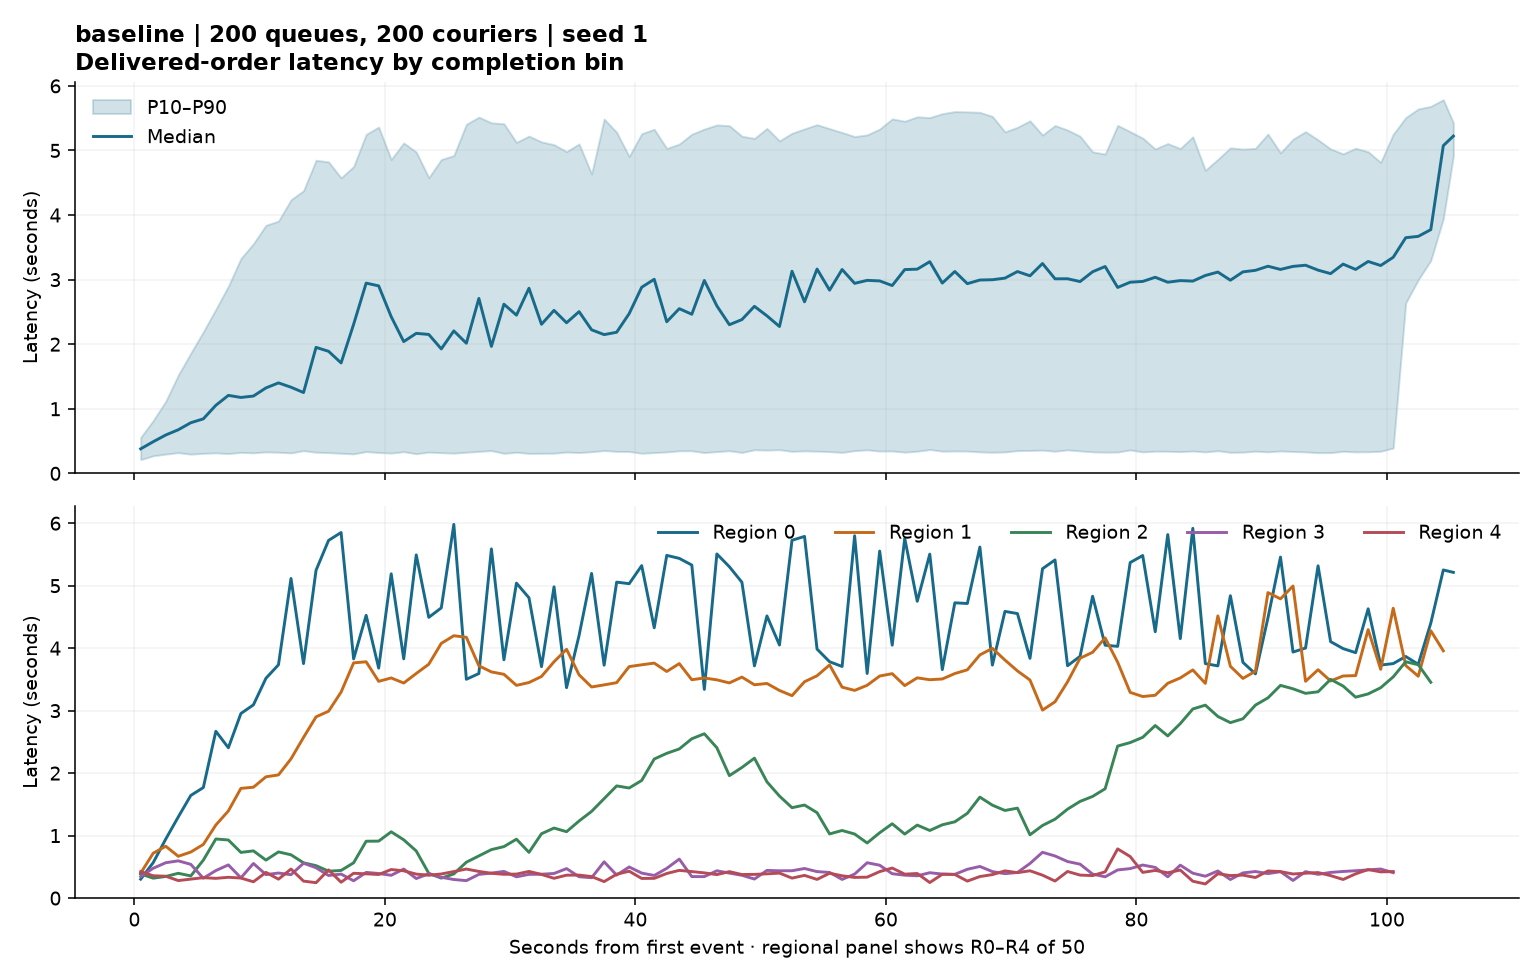 baseline | 200 queues, 200 couriers | seed 1
Delivered-order latency by completion bin
P10–P90
Median
Latency (seconds)
6
5
4
3
2
1
0
Region 0
Region 1
Region 2
Region 3
Region 4
Latency (seconds)
6
5
4
3
2
1
0
0
20
40
60
80
100
Seconds from first event · regional panel shows R0–R4 of 50